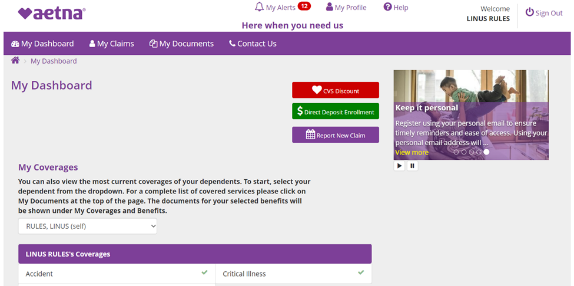 aetna®
My Alerts 12 My Profile Help
Here when you need us
Welcome
LINUS RULES
Sign Out
My Dashboard My Claims My Documents Contact Us
> My Dashboard
My Dashboard
CVS Discount
$ Direct Deposit Enrollment
Report New Claim
Keep it personal
Register using your personal email to ensure
timely reminders and ease of access. Using your
personal email address will ...
View more
My Coverages
You can also view the most current coverages of your dependents. To start, select your
dependent from the dropdown. For a complete list of covered services please click on
My Documents at the top of the page. The documents for your selected benefits will
be shown under My Coverages and Benefits.
RULES, LINUS (self)
LINUS RULES's Coverages
Accident
Critical Illness